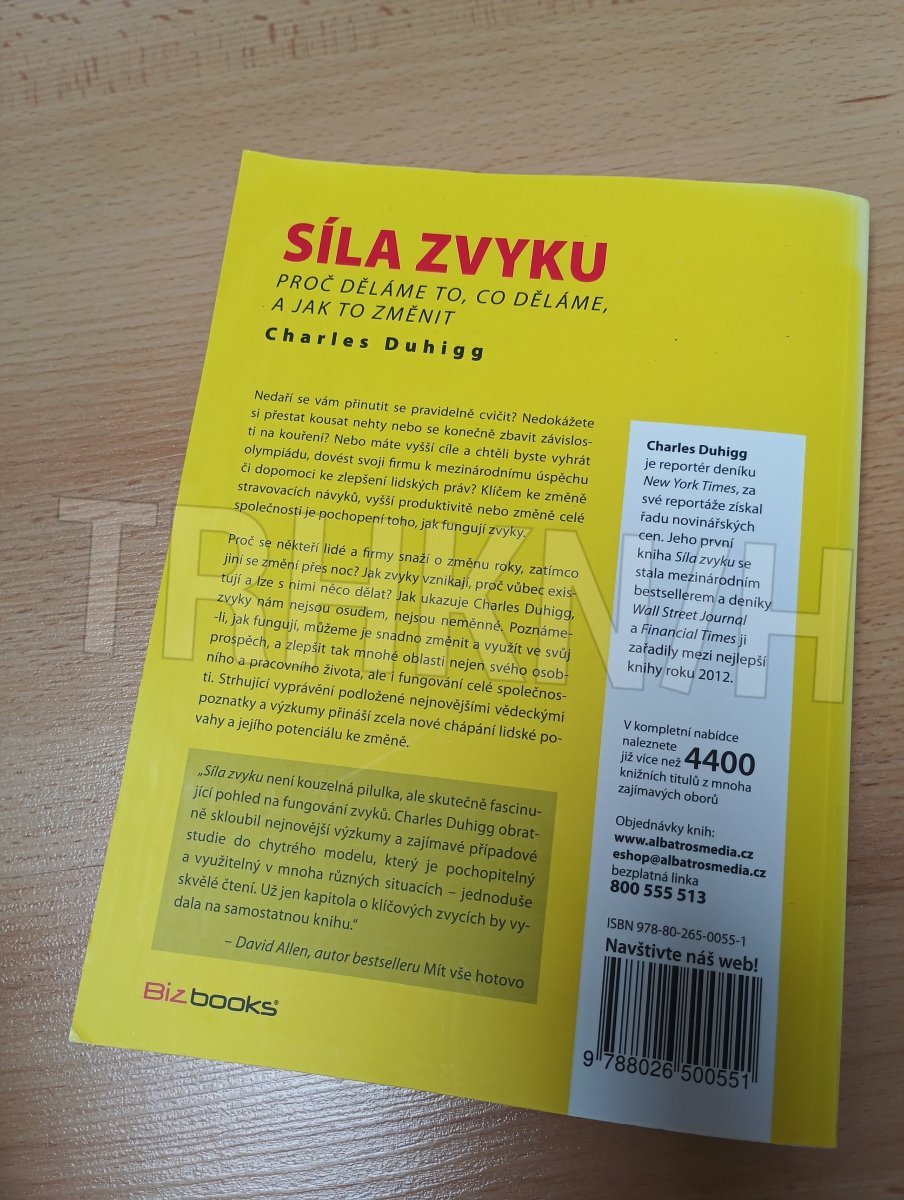 SÍLA ZVYKU
PROČ DĚLÁME TO, CO DĚLÁME,
A JAK TO ZMĚNIT
Charles Duhigg
Nedaří se vám přinutit se pravidelně cvičit? Nedokážete
si přestat kousat nehty nebo se konečně zbavit závislos-
ti na kouření? Nebo máte vyšší cíle a chtěli byste vyhrát
olympiádu, dovést svoji firmu k mezinárodnímu úspěchu
či dopomoci ke zlepšení lidských práv? Klíčem ke změně
stravovacích návyků, vyšší produktivitě nebo změně celé
společnosti je pochopení toho, jak fungují zvyky.
Proč se někteří lidé a firmy snaží o změnu roky, zatímco
jiní se změní přes noc? Jak zvyky vznikají, proč vůbec exis-
tují a lze s nimi něco dělat? Jak ukazuje Charles Duhigg,
zvyky nám nejsou osudem, nejsou neměnné. Poznáme-
-li, jak fungují, můžeme je snadno změnit a využít ve svůj
prospěch, a zlepšit tak mnohé oblasti nejen svého osob-
ního a pracovního života, ale i fungování celé společnos-
ti. Strhující vyprávění podložené nejnovějšími vědeckými
poznatky a výzkumy přináší zcela nové chápání lidské po-
vahy a jejího potenciálu ke změně.
„Síla zvyku není kouzelná pilulka, ale skutečně fascinu-
jící pohled na fungování zvyků. Charles Duhigg obrat-
ně skloubil nejnovější výzkumy a zajímavé případové
studie do chytrého modelu, který je pochopitelný
a využitelný v mnoha různých situacích – jednoduše
skvělé čtení. Už jen kapitola o klíčových zvycích by vy-
dala na samostatnou knihu.“
– David Allen, autor bestselleru Mít vše hotovo
Bizbooks®
Charles Duhigg
je reportér deníku
New York Times, za
své reportáže získal
řadu novinářských
cen. Jeho první
kniha Síla zvyku se
stala mezinárodním
bestsellerem a deníky
Wall Street Journal
a Financial Times ji
zařadily mezi nejlepší
knihy roku 2012.
V kompletní nabídce
naleznete
již více než 4400
knižních titulů z mnoha
zajímavých oborů
Objednávky knih:
www.albatrosmedia.cz
eshop@albatrosmedia.cz
bezplatná linka
800 555 513
ISBN 978-80-265-0055-1
Navštivte náš web!
9 788026 500551
TRHKNIH